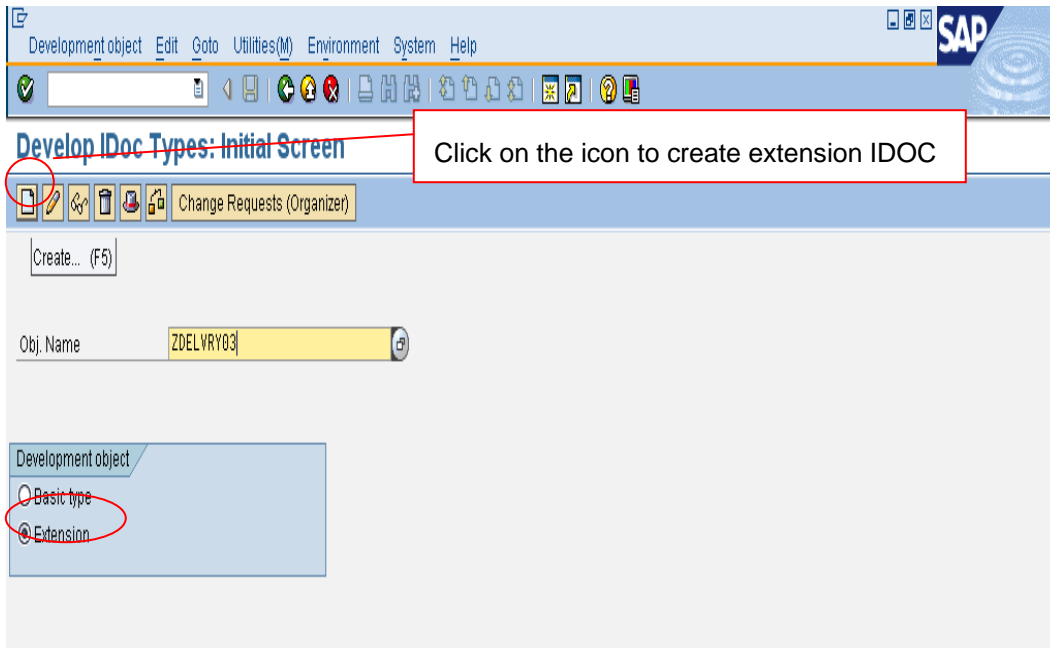 Development object Edit Goto Utilities(M) Environment System Help
SAP
Develop IDoc Types: Initial Screen
Click on the icon to create extension IDOC
Change Requests (Organizer)
Create... (F5)
Obj. Name ZDELVRY03
Development object
Basic type
Extension